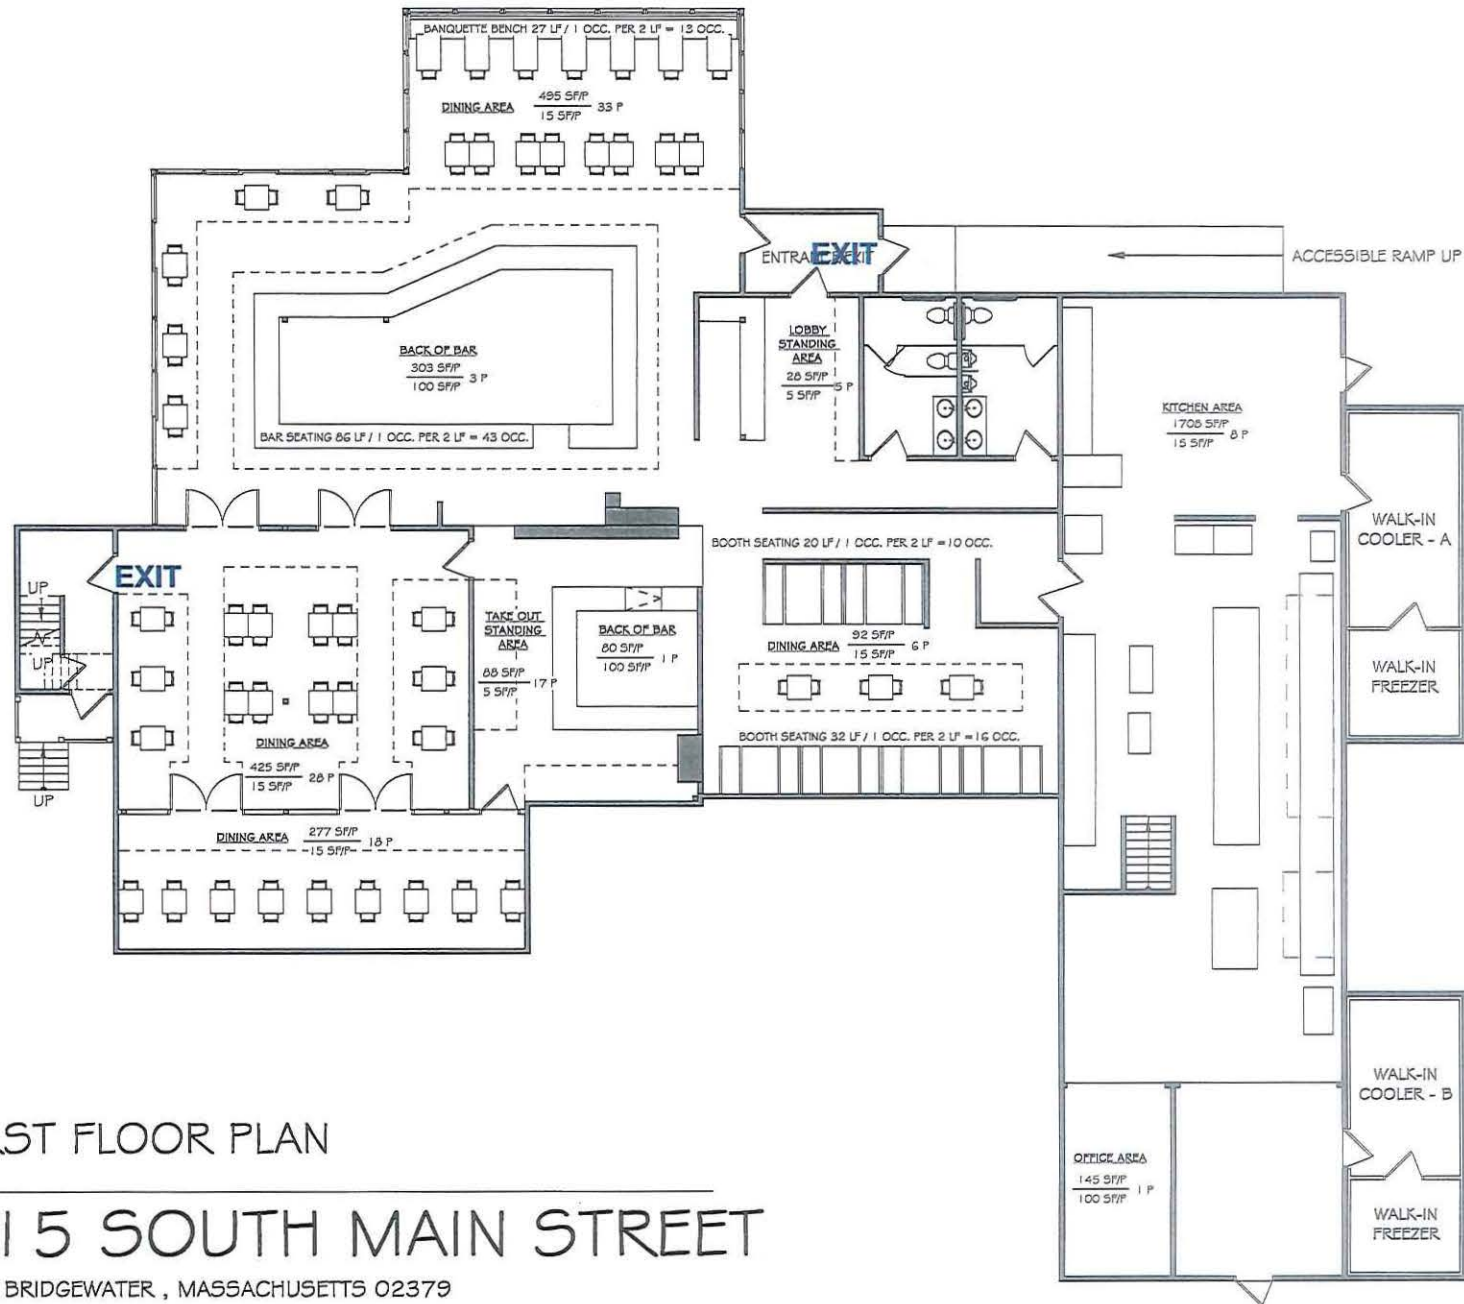 BANQUETTE BENCH 27 LF / 1 OCC. PER 2 LF = 13 OCC.
DINING AREA
495 SF/P
15 SF/P
33 P
EXIT
ACCESSIBLE RAMP UP
LOBBY
STANDING
AREA
28 SF/P
5 SF/P
5 P
BACK OF BAR
303 SF/P
100 SF/P
3 P
BAR SEATING 86 LF / 1 OCC. PER 2 LF = 43 OCC.
KITCHEN AREA
1708 SF/P
15 SF/P
8 P
WALK-IN
COOLER - A
WALK-IN
FREEZER
BOOTH SEATING 20 LF / 1 OCC. PER 2 LF = 10 OCC.
EXIT
UP
UP
UP
TAKE OUT
STANDING
AREA
88 SF/P
5 SF/P
17 P
BACK OF BAR
80 SF/P
100 SF/P
1 P
DINING AREA
92 SF/P
15 SF/P
6 P
BOOTH SEATING 32 LF / 1 OCC. PER 2 LF = 16 OCC.
DINING AREA
425 SF/P
15 SF/P
28 P
DINING AREA
277 SF/P
15 SF/P
18 P
WALK-IN
COOLER - B
WALK-IN
FREEZER
OFFICE AREA
145 SF/P
100 SF/P
1 P
ST FLOOR PLAN
15 SOUTH MAIN STREET
BRIDGEWATER , MASSACHUSETTS 02379